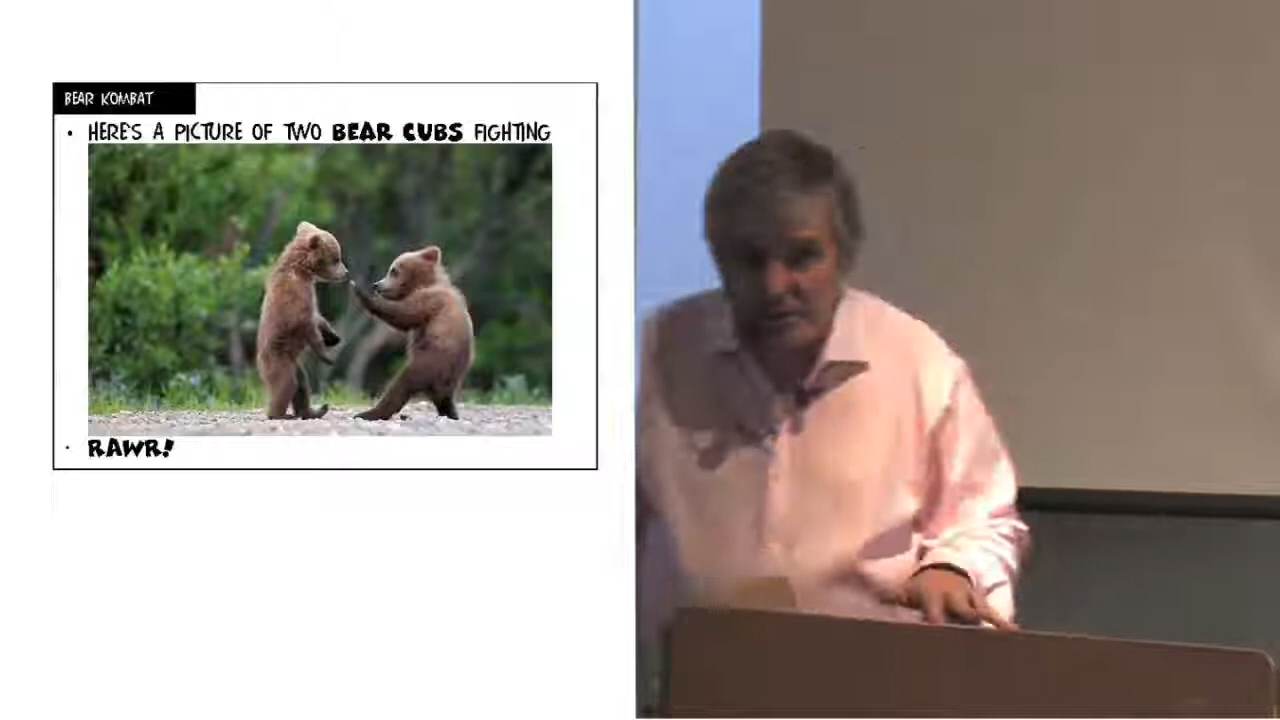 BEAR KOMBAT
• HERE'S A PICTURE OF TWO BEAR CUBS FIGHTING
• RAWR!